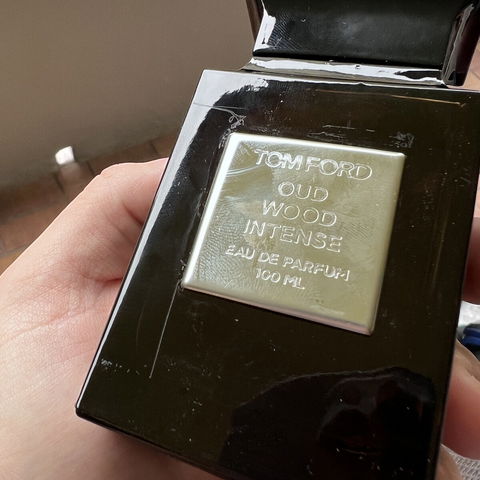 TOM FORD
OUD
WOOD
INTENSE
EAU DE PARFUM
100 ML